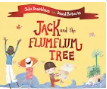 Julia Donaldson David Roberts
JACK and the
FLUMFLUM
TREE